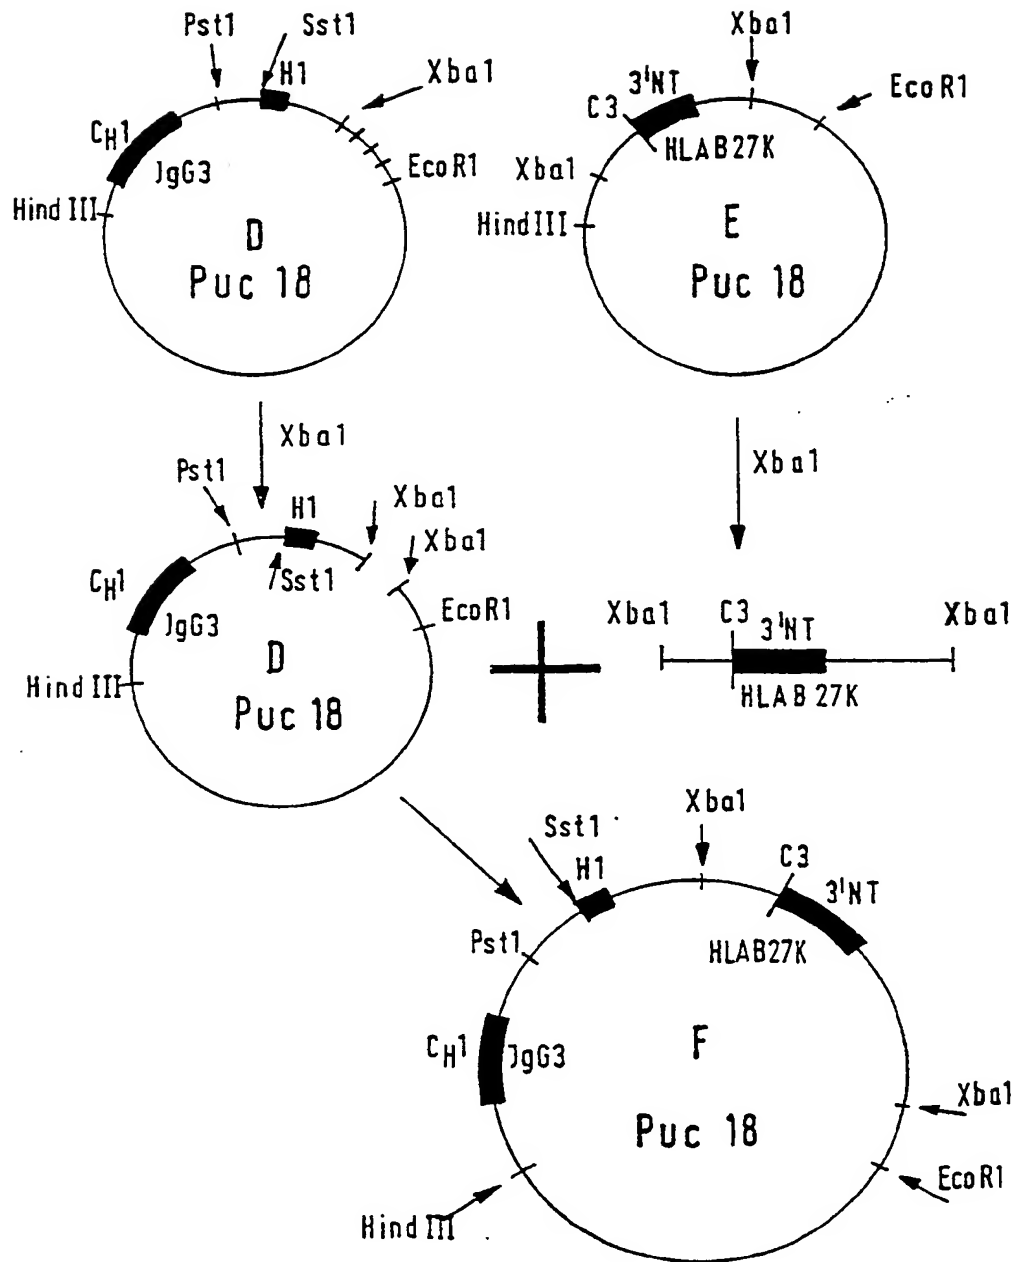 Pst1
Sst1
H1
Xba1
CH1
JgG3
EcoR1
Hind III
D
Puc 18
Xba1
3'NT
C3
EcoR1
HLAB27K
Xba1
HindIII
E
Puc 18
Xba1
Xba1
Pst1
H1
Xba1
Xba1
Sst1
CH1
JgG3
EcoR1
Hind III
D
Puc 18
Xba1
C3
3'NT
Xba1
HLAB 27K
Xba1
Sst1
H1
C3
3'NT
Pst1
HLAB27K
CH1
JgG3
F
Xba1
Puc 18
EcoR1
Hind III